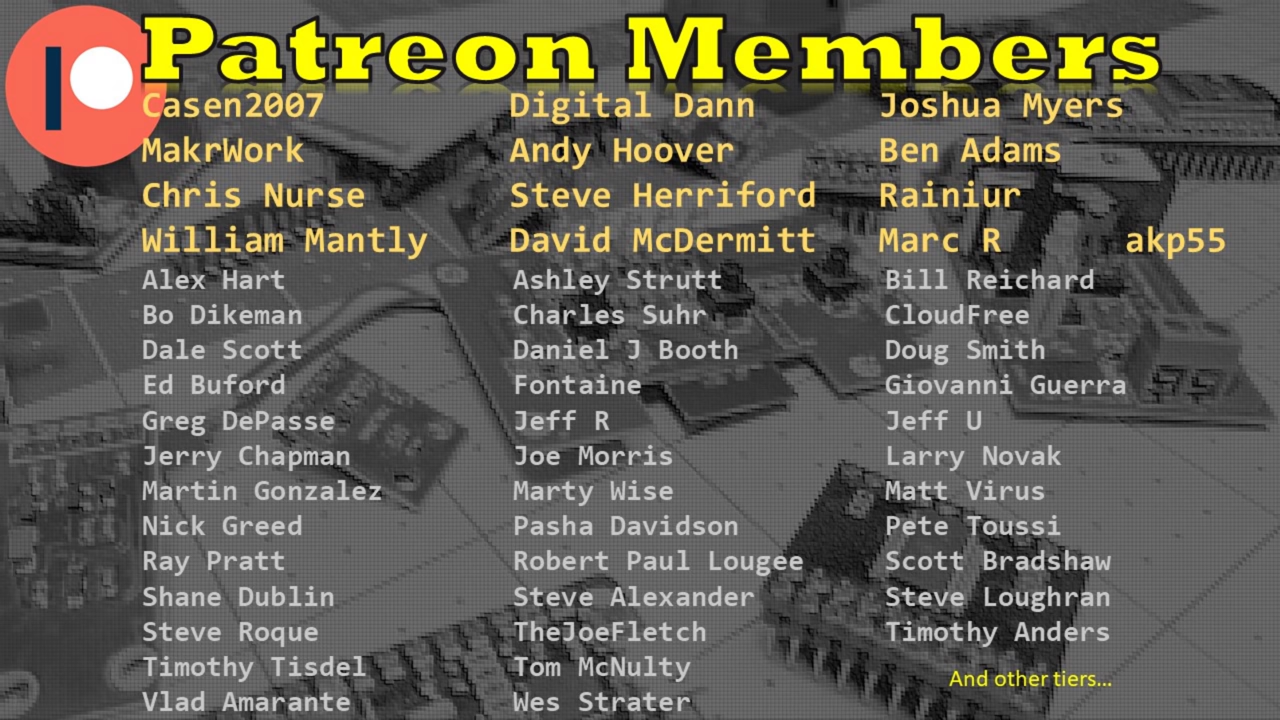 Patreon Members
Casen2007 Digital Dann Joshua Myers
MakrWork Andy Hoover Ben Adams
Chris Nurse Steve Herriford Rainiur
William Mantly David McDermitt Marc R akp55
Alex Hart Ashley Strutt Bill Reichard
Bo Dikeman Charles Suhr CloudFree
Dale Scott Daniel J Booth Doug Smith
Ed Buford Fontaine Giovanni Guerra
Greg DePasse Jeff R Jeff U
Jerry Chapman Joe Morris Larry Novak
Martin Gonzalez Marty Wise Matt Virus
Nick Greed Pasha Davidson Pete Toussi
Ray Pratt Robert Paul Lougee Scott Bradshaw
Shane Dublin Steve Alexander Steve Loughran
Steve Roque TheJoeFletch Timothy Anders
Timothy Tisdel Tom McNulty
And other tiers...
Vlad Amarante Wes Strater